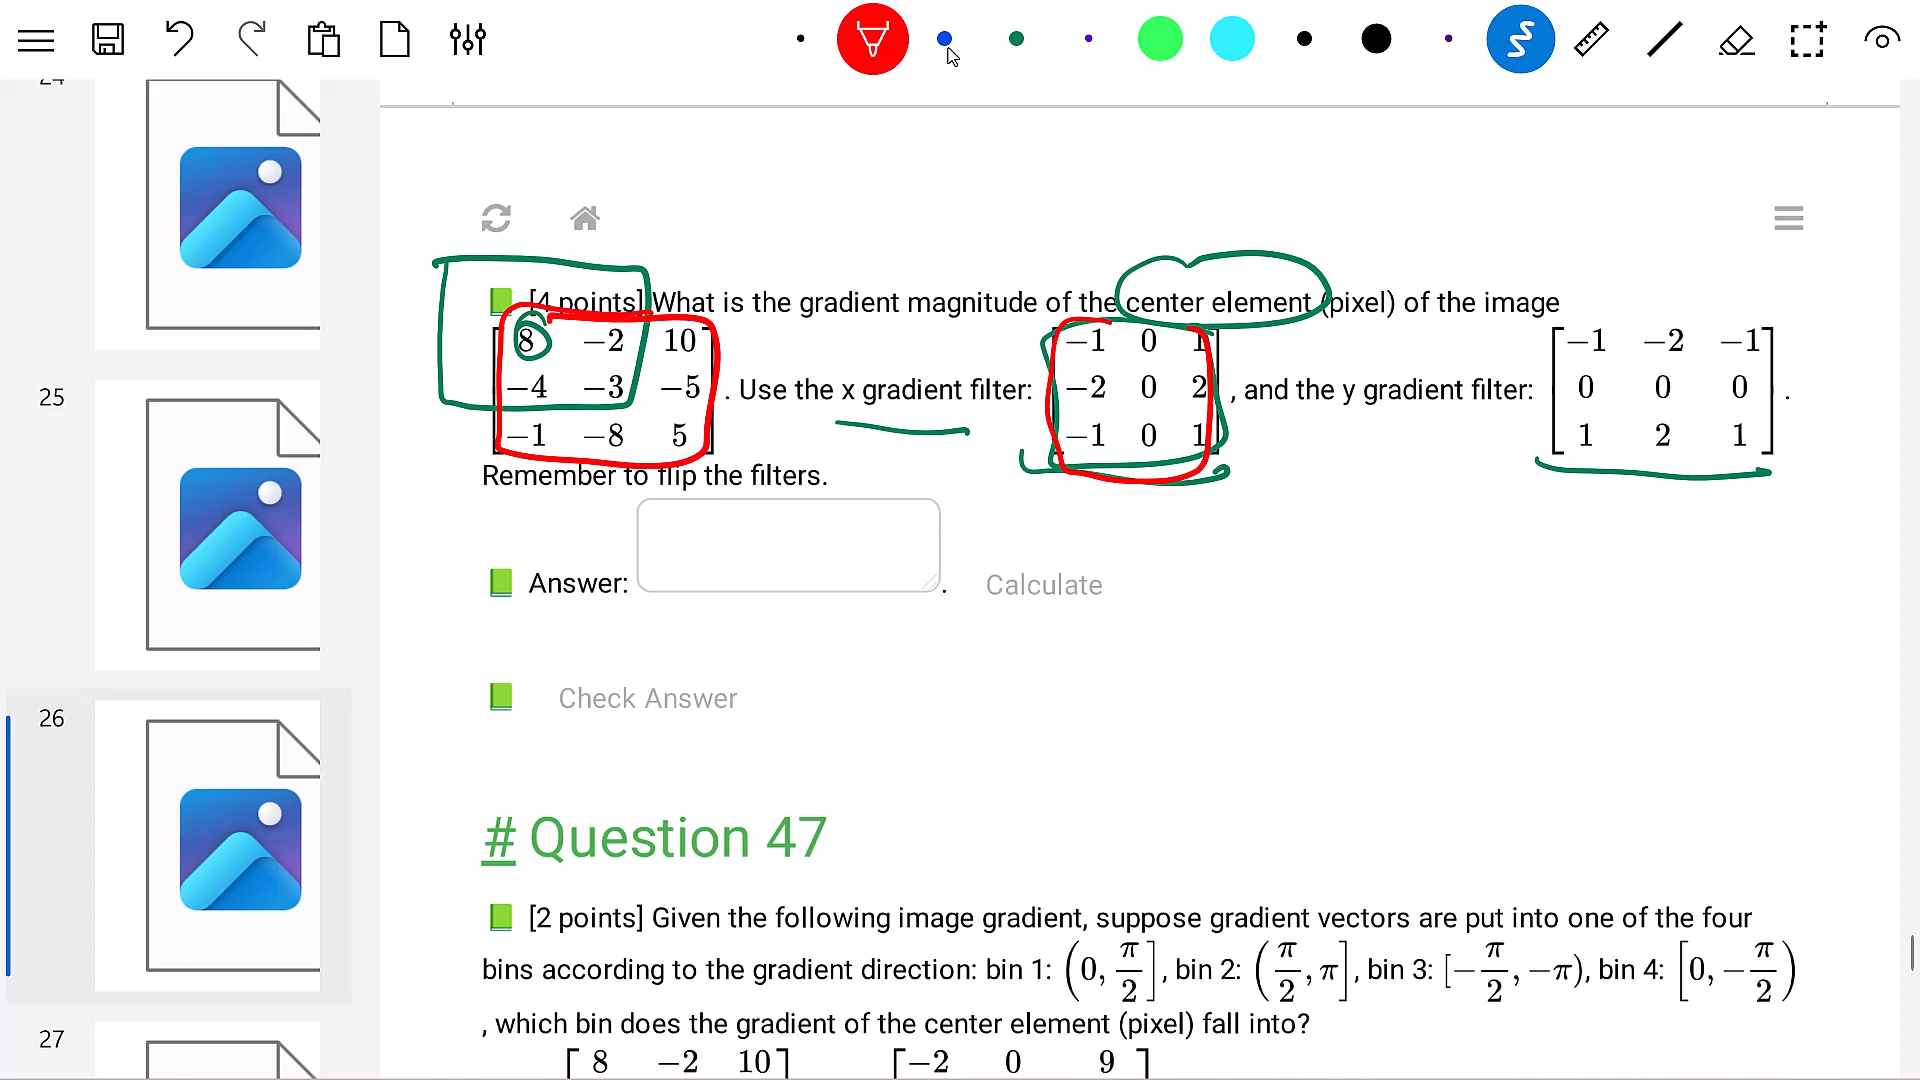 24
25
26
27
[4 points] What is the gradient magnitude of the center element (pixel) of the image
8 −2 10
−4 −3 −5
−1 −8 5
. Use the x gradient filter:
−1 0 1
−2 0 2
−1 0 1
, and the y gradient filter:
−1 −2 −1
0 0 0
1 2 1
.
Remember to flip the filters.
Answer: . Calculate
Check Answer
# Question 47
[2 points] Given the following image gradient, suppose gradient vectors are put into one of the four
bins according to the gradient direction: bin 1: (0, π/2], bin 2: (π/2, π], bin 3: [−π/2, −π), bin 4: [0, −π/2)
, which bin does the gradient of the center element (pixel) fall into?
8 −2 10 −2 0 9